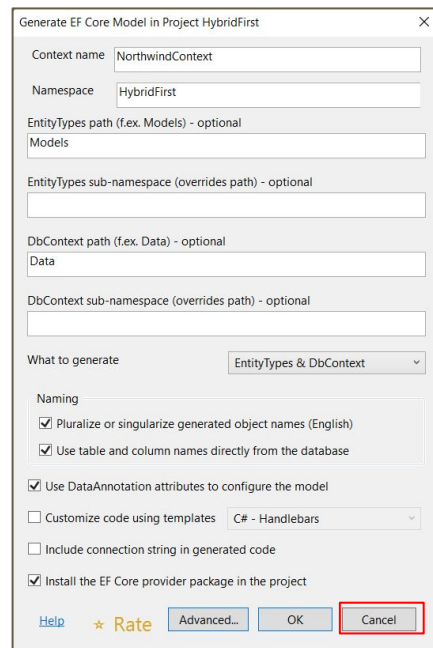 Generate EF Core Model in Project HybridFirst
Context name NorthwindContext
Namespace HybridFirst
EntityTypes path (f.ex. Models) - optional
Models
EntityTypes sub-namespace (overrides path) - optional
DbContext path (f.ex. Data) - optional
Data
DbContext sub-namespace (overrides path) - optional
What to generate EntityTypes & DbContext
Naming
Pluralize or singularize generated object names (English)
Use table and column names directly from the database
Use DataAnnotation attributes to configure the model
Customize code using templates C# - Handlebars
Include connection string in generated code
Install the EF Core provider package in the project
Help Rate Advanced... OK Cancel